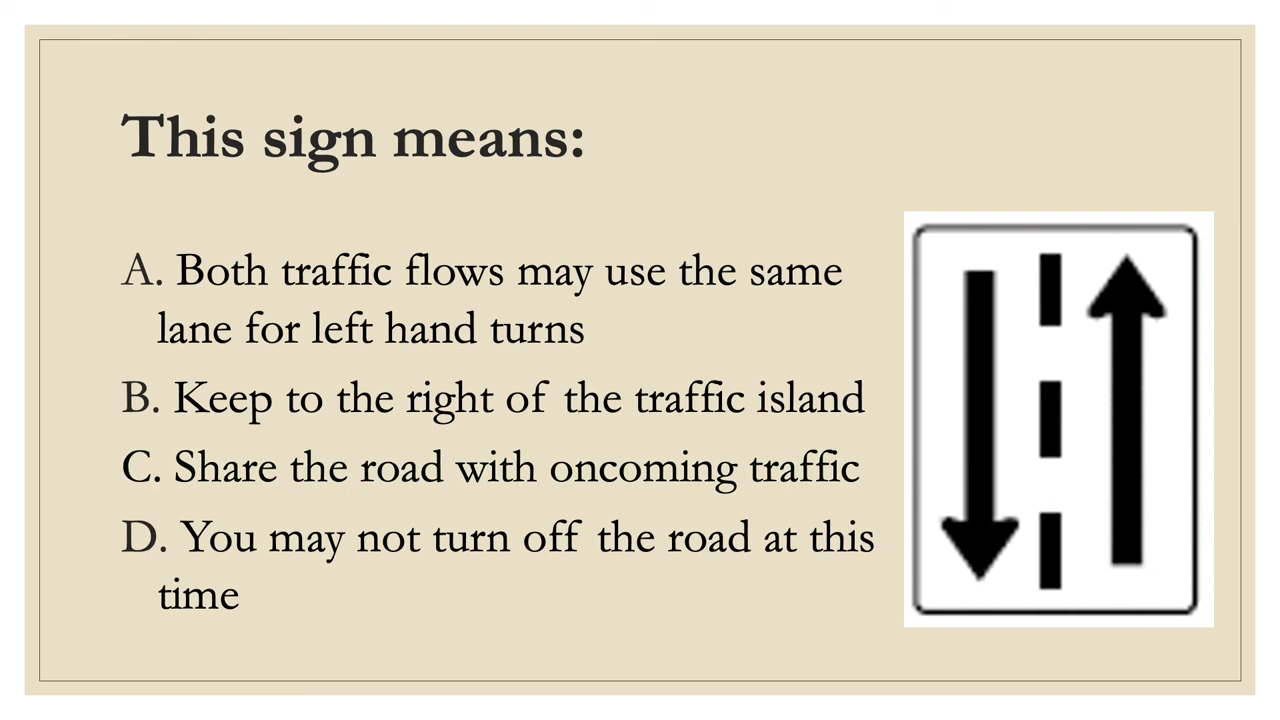 This sign means:
A. Both traffic flows may use the same
lane for left hand turns
B. Keep to the right of the traffic island
C. Share the road with oncoming traffic
D. You may not turn off the road at this
time